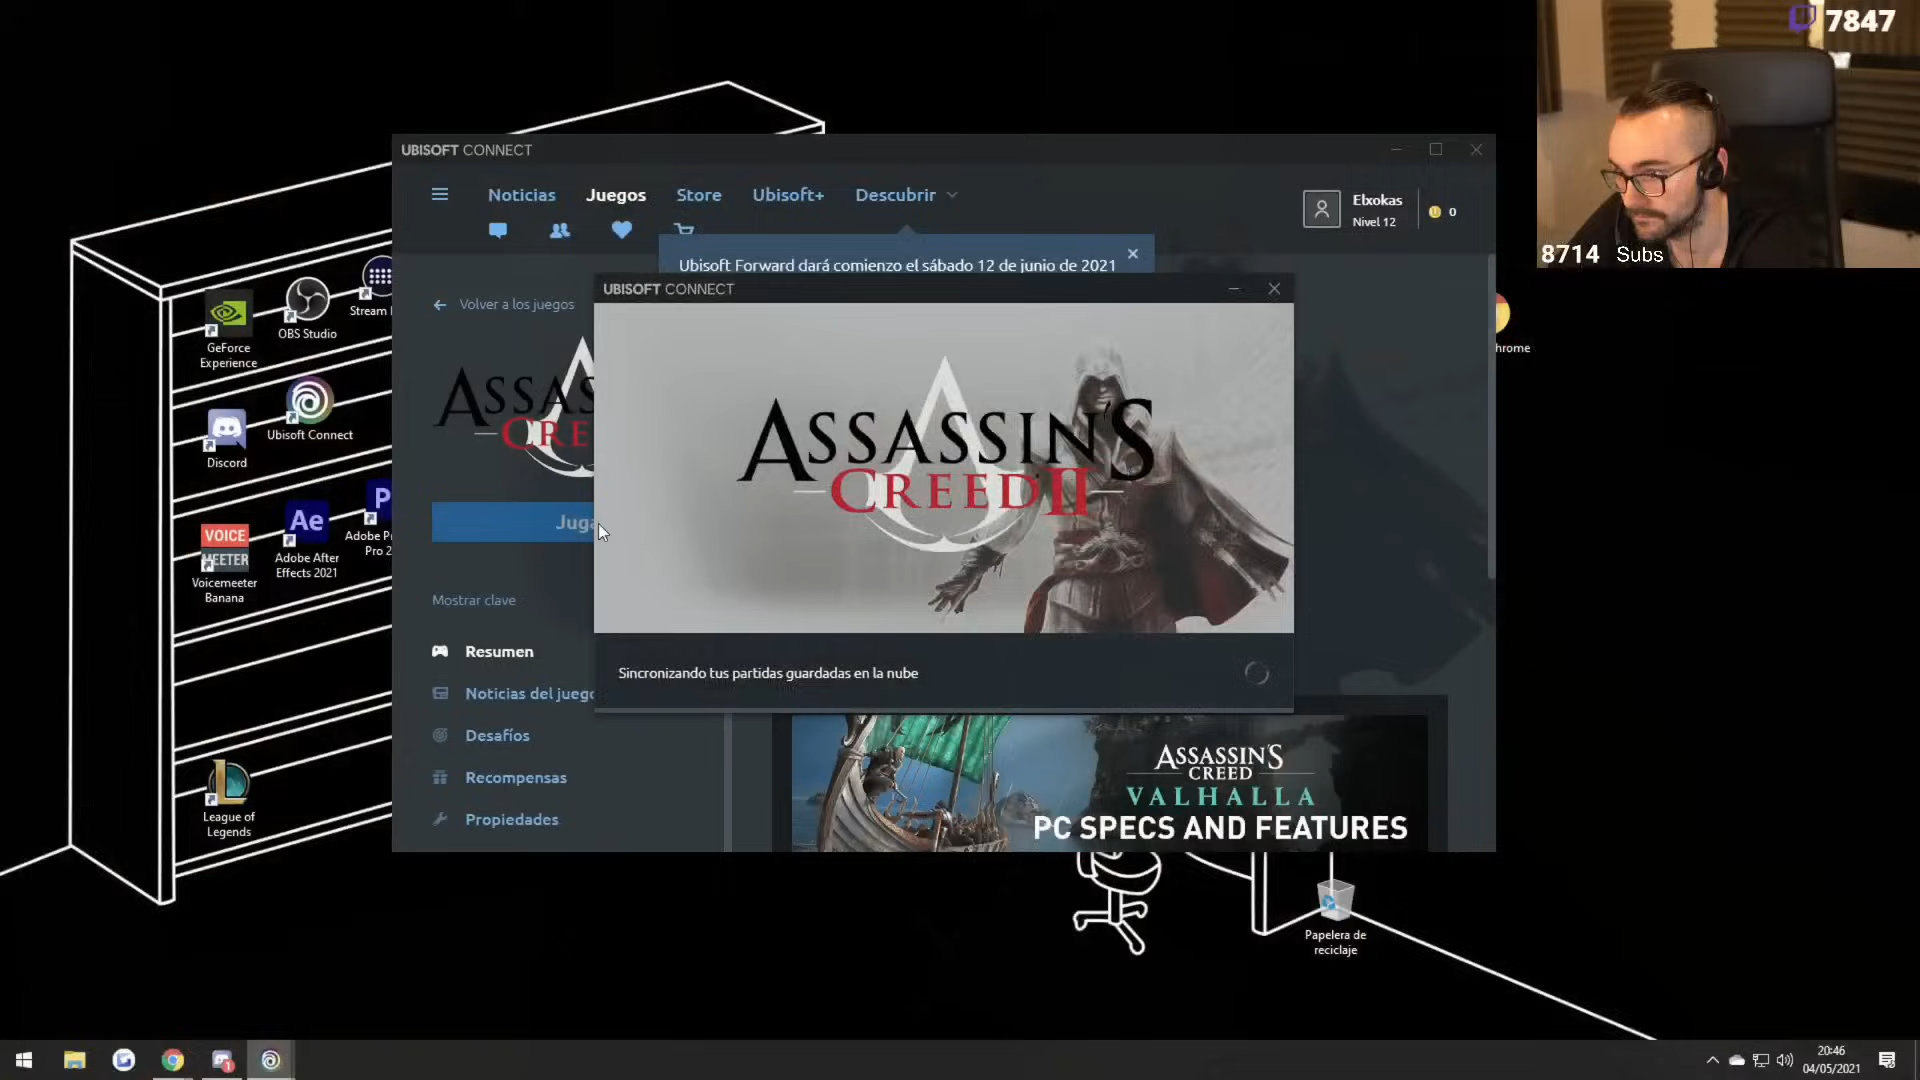 7847
8714 Subs
UBISOFT CONNECT
Noticias
Juegos
Store
Ubisoft+
Descubrir
Elxokas
Nivel 12
0
Ubisoft Forward dará comienzo el sábado 12 de junio de 2021
Volver a los juegos
UBISOFT CONNECT
ASSASSIN'S
CREED II
Mostrar clave
Resumen
Noticias del juego
Desafíos
Recompensas
Propiedades
Sincronizando tus partidas guardadas en la nube
ASSASSIN'S
CREED
VALHALLA
PC SPECS AND FEATURES
GeForce
Experience
OBS Studio
Stream
Discord
Ubisoft Connect
VOICE
MEETER
Voicemeeter
Banana
Ae
Adobe After
Effects 2021
League of
Legends
hrome
Papelera de
reciclaje
1
20:46
04/05/2021